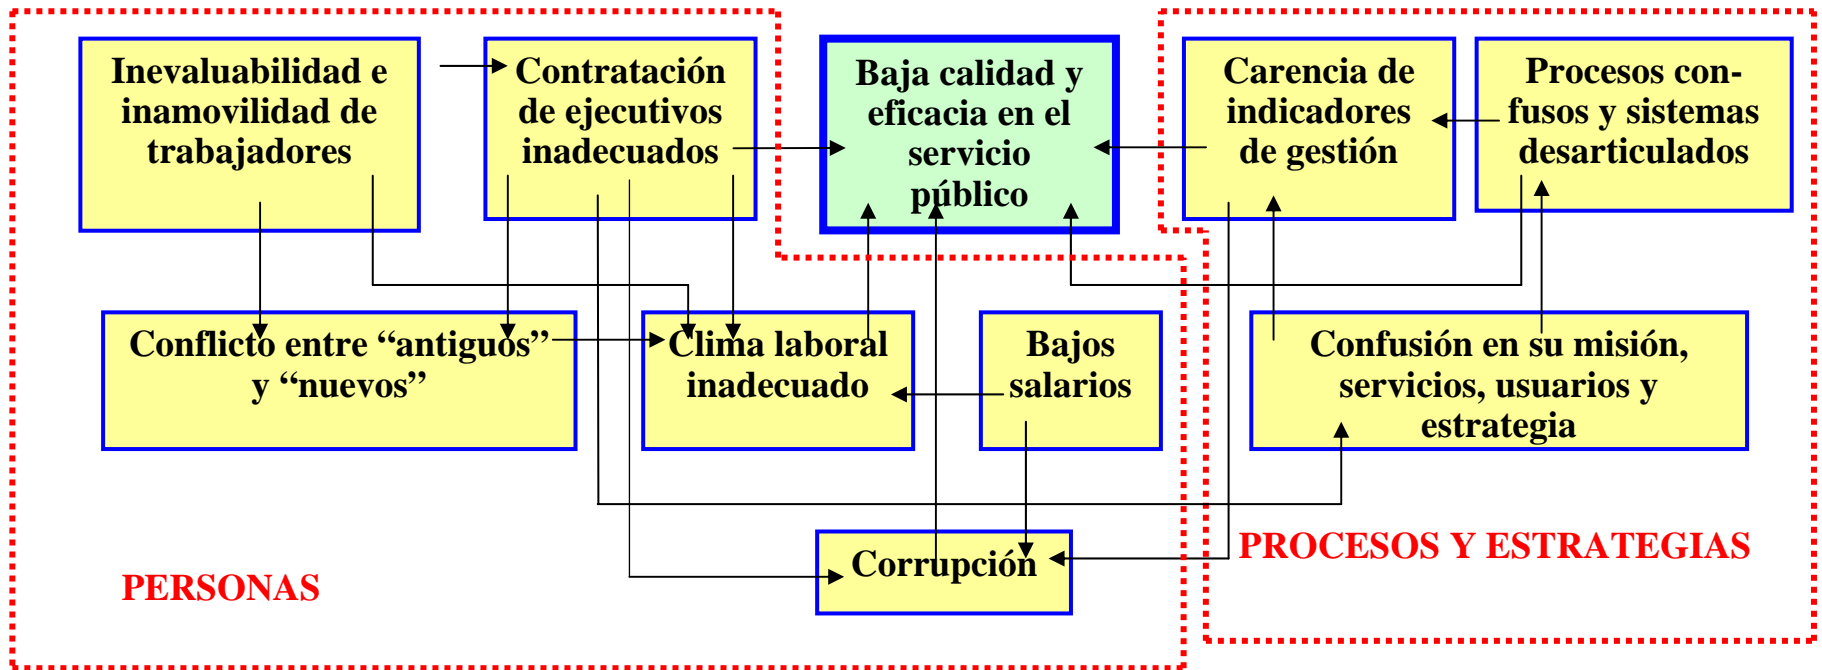 Inevaluabilidad e
inamovilidad de
trabajadores
Contratación
de ejecutivos
inadecuados
Baja calidad y
eficacia en el
servicio
público
Carencia de
indicadores
de gestión
Procesos con-
fusos y sistemas
desarticulados
Conflicto entre “antiguos”
y “nuevos”
Clima laboral
inadecuado
Bajos
salarios
Confusión en su misión,
servicios, usuarios y
estrategia
Corrupción
PERSONAS
PROCESOS Y ESTRATEGIAS